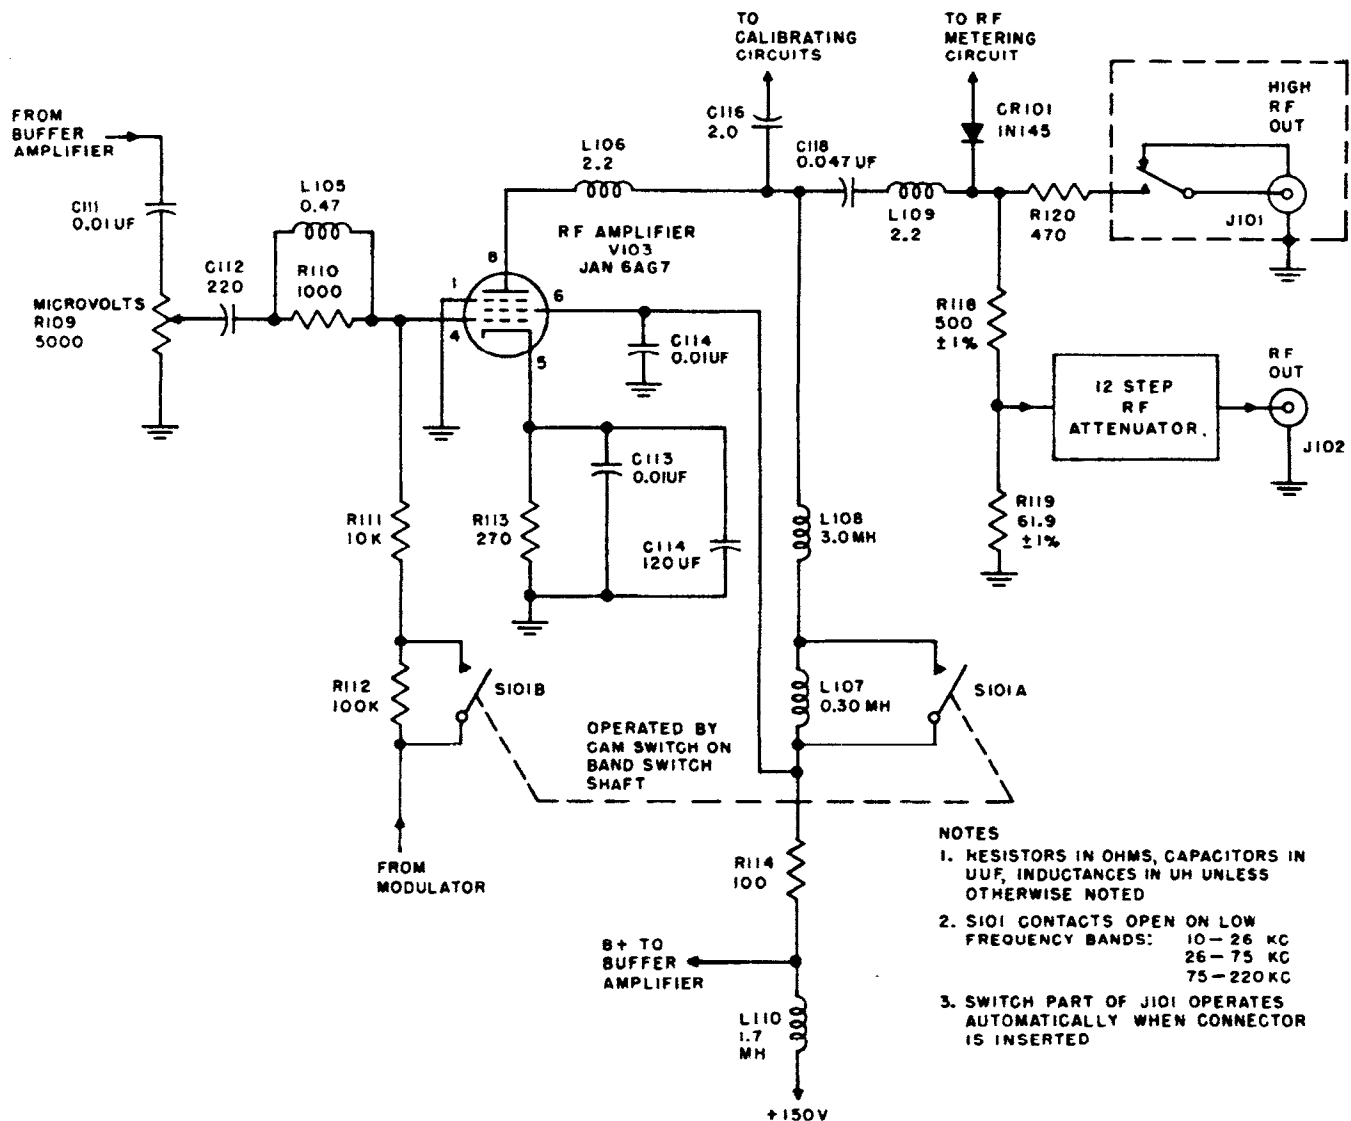 TO
CALIBRATING
CIRCUITS
TO RF
METERING
CIRCUIT
HIGH
RF
OUT
FROM
BUFFER
AMPLIFIER
C116
2.0
CR101
IN145
L106
2.2
C118
0.047UF
L105
0.47
C111
0.01UF
L109
2.2
R120
470
J101
RF AMPLIFIER
V103
JAN 6AG7
8
1
6
4
5
C112
220
R110
1000
MICROVOLTS
R109
5000
C114
0.01UF
R118
500
±1%
12 STEP
RF
ATTENUATOR.
RF
OUT
J102
C113
0.01UF
R111
10K
R113
270
C114
120UF
L108
3.0MH
R119
61.9
±1%
R112
100K
S101B
L107
0.30 MH
S101A
OPERATED BY
CAM SWITCH ON
BAND SWITCH
SHAFT
FROM
MODULATOR
R114
100
B+ TO
BUFFER
AMPLIFIER
L110
1.7
MH
+150V
NOTES
1. RESISTORS IN OHMS, CAPACITORS IN
UUF, INDUCTANCES IN UH UNLESS
OTHERWISE NOTED
2. S101 CONTACTS OPEN ON LOW
FREQUENCY BANDS: 10-26 KC
26-75 KC
75-220KC
3. SWITCH PART OF J101 OPERATES
AUTOMATICALLY WHEN CONNECTOR
IS INSERTED